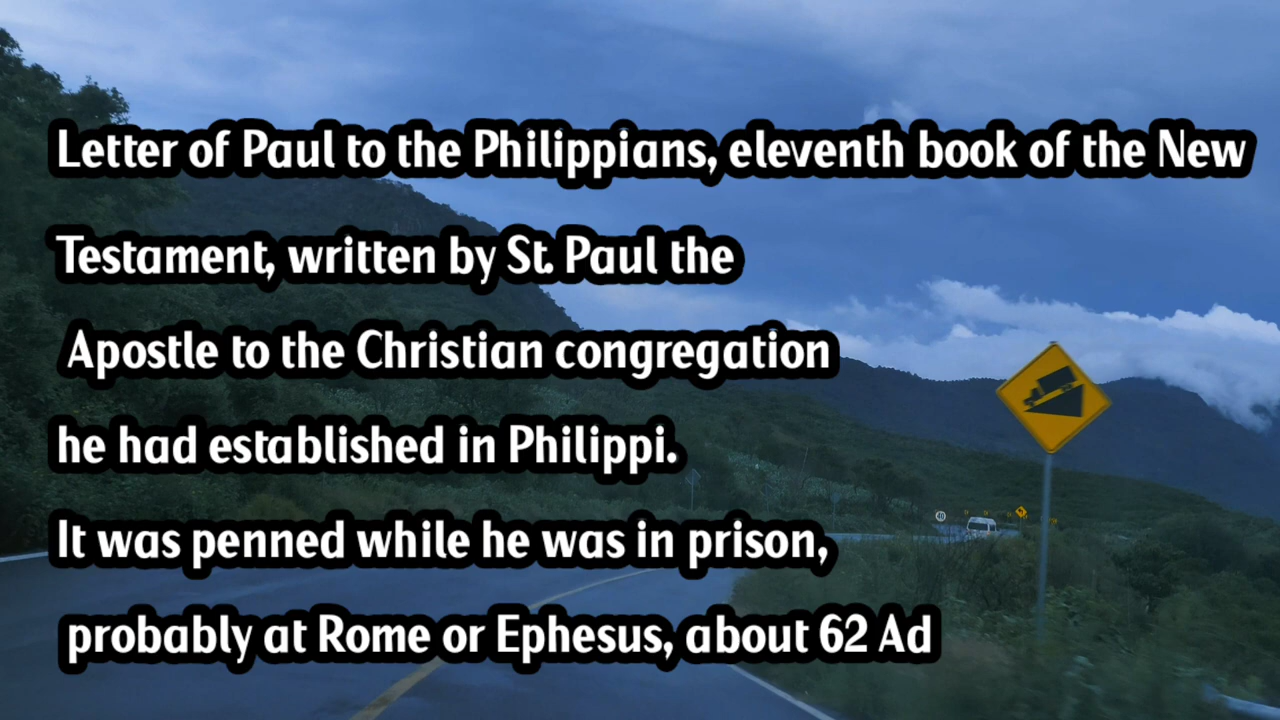 Letter of Paul to the Philippians, eleventh book of the New
Testament, written by St. Paul the
Apostle to the Christian congregation
he had established in Philippi.
It was penned while he was in prison,
probably at Rome or Ephesus, about 62 Ad